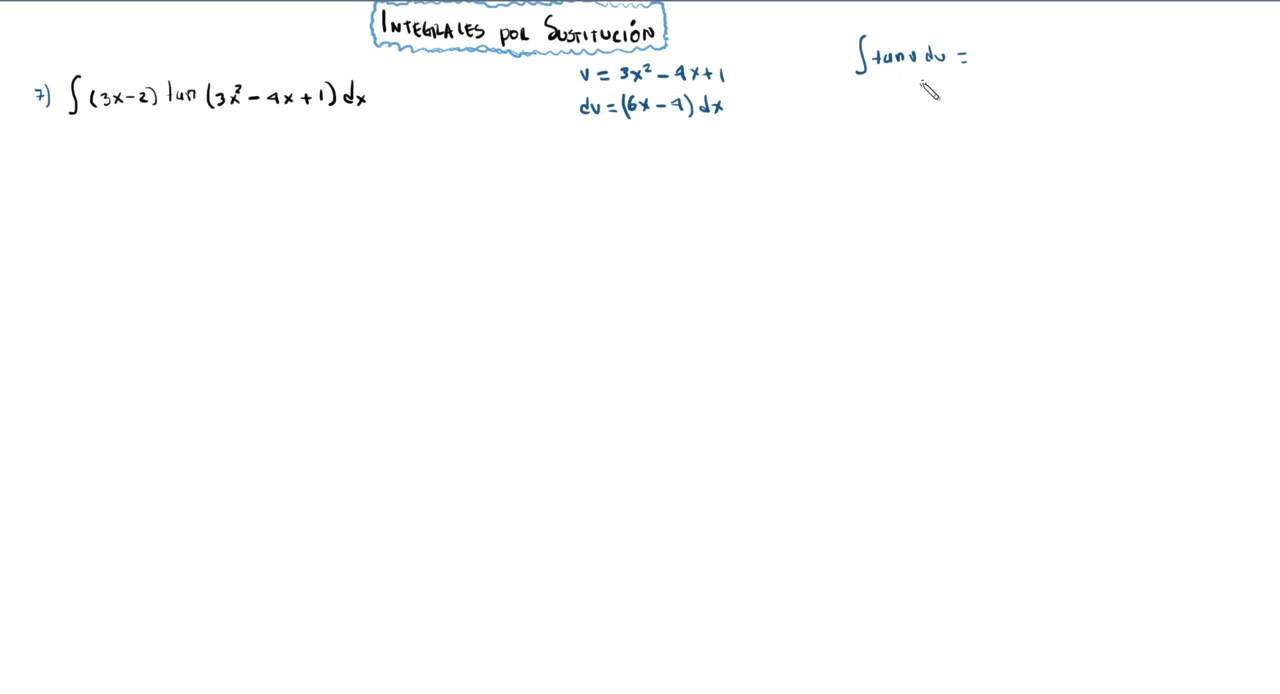 INTEGRALES POR SUSTITUCIÓN
7) ∫(3x-2) tan (3x² - 4x + 1) dx
v = 3x² - 4x + 1
dv = (6x - 4) dx
∫ tan v dv =